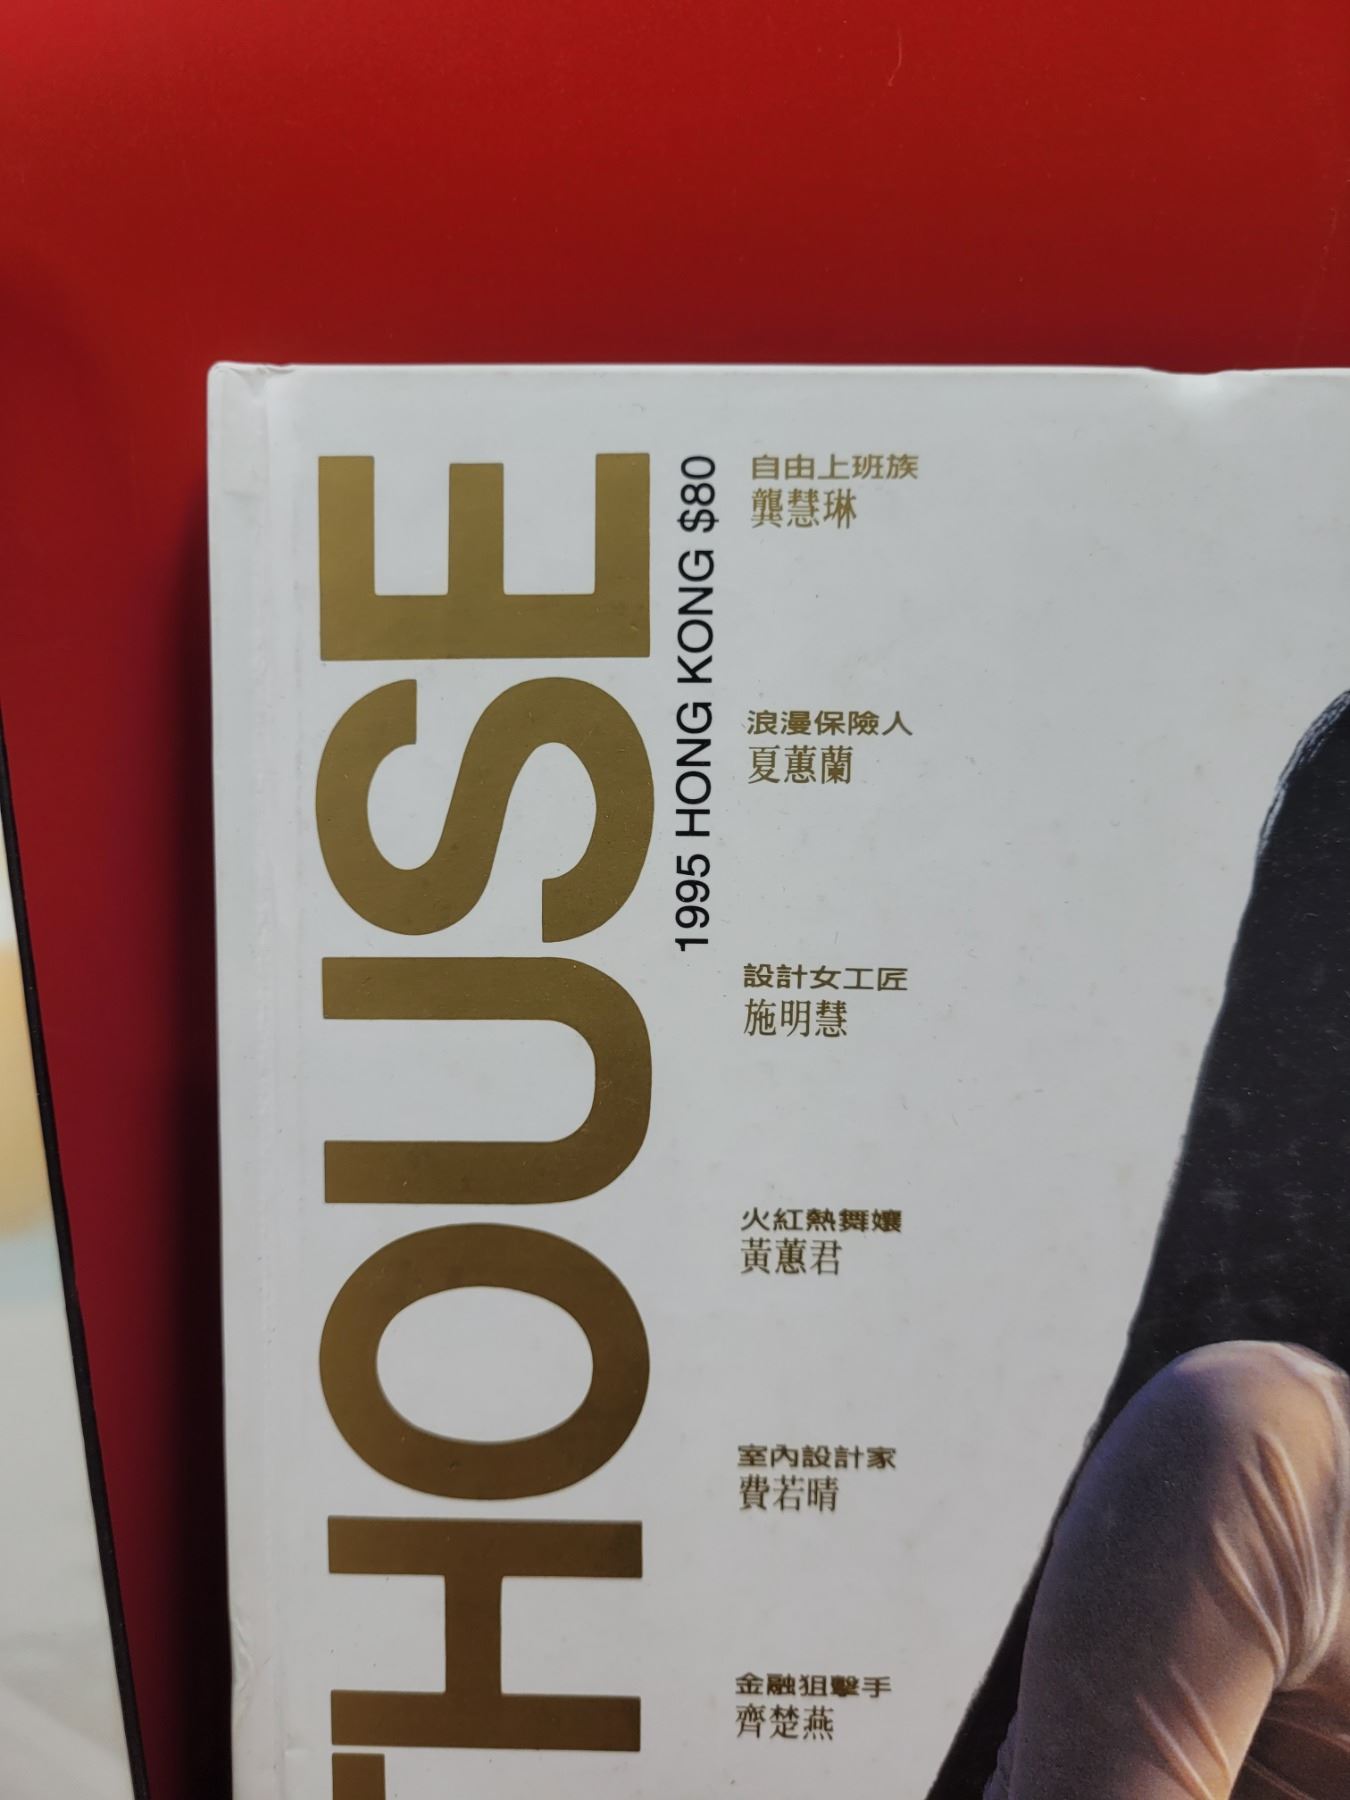 THOUSE
1995 HONG KONG $80
自由上班族
龔慧琳
浪漫保險人
夏蕙蘭
設計女工匠
施明慧
火紅熱舞孃
黃蕙君
室內設計家
費若晴
金融狙擊手
齊楚燕